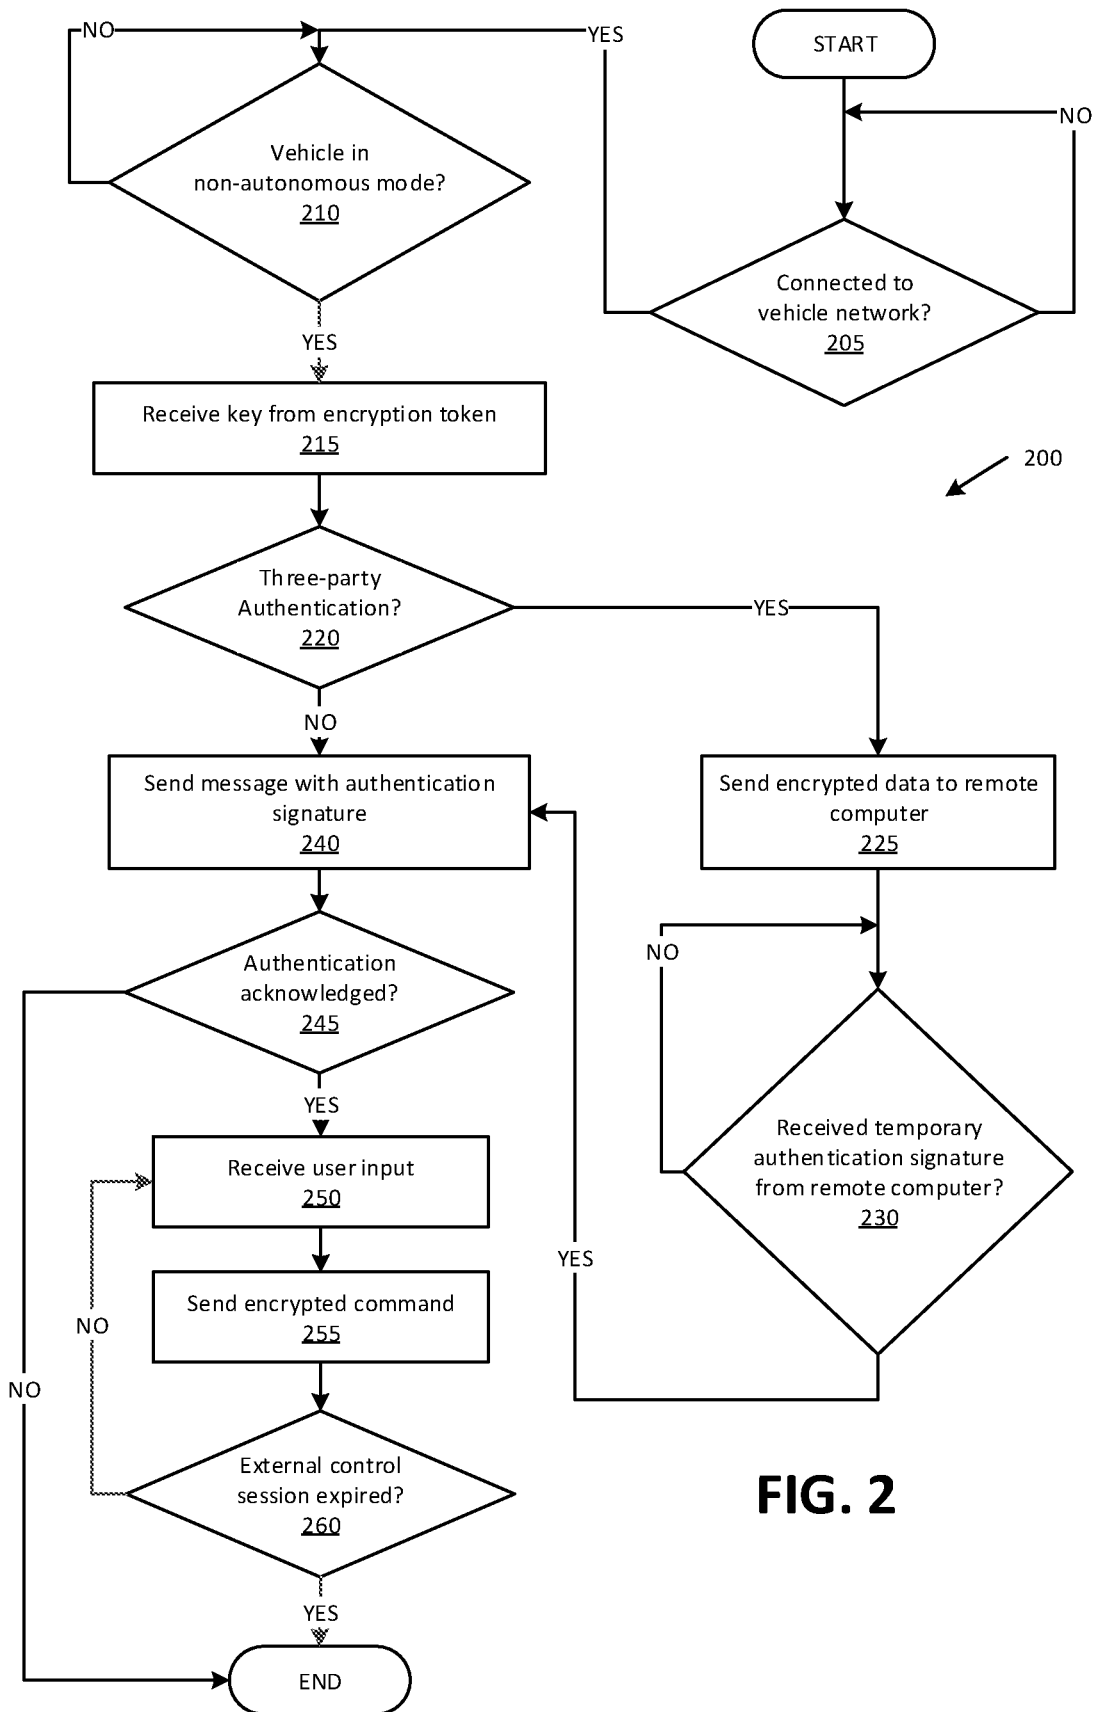 START
NO
Connected to
vehicle network?
205
YES
NO
Vehicle in
non-autonomous mode?
210
YES
Receive key from encryption token
215
200
Three-party
Authentication?
220
YES
NO
Send encrypted data to remote
computer
225
NO
Received temporary
authentication signature
from remote computer?
230
YES
Send message with authentication
signature
240
Authentication
acknowledged?
245
NO
YES
Receive user input
250
Send encrypted command
255
External control
session expired?
260
NO
YES
END
FIG. 2